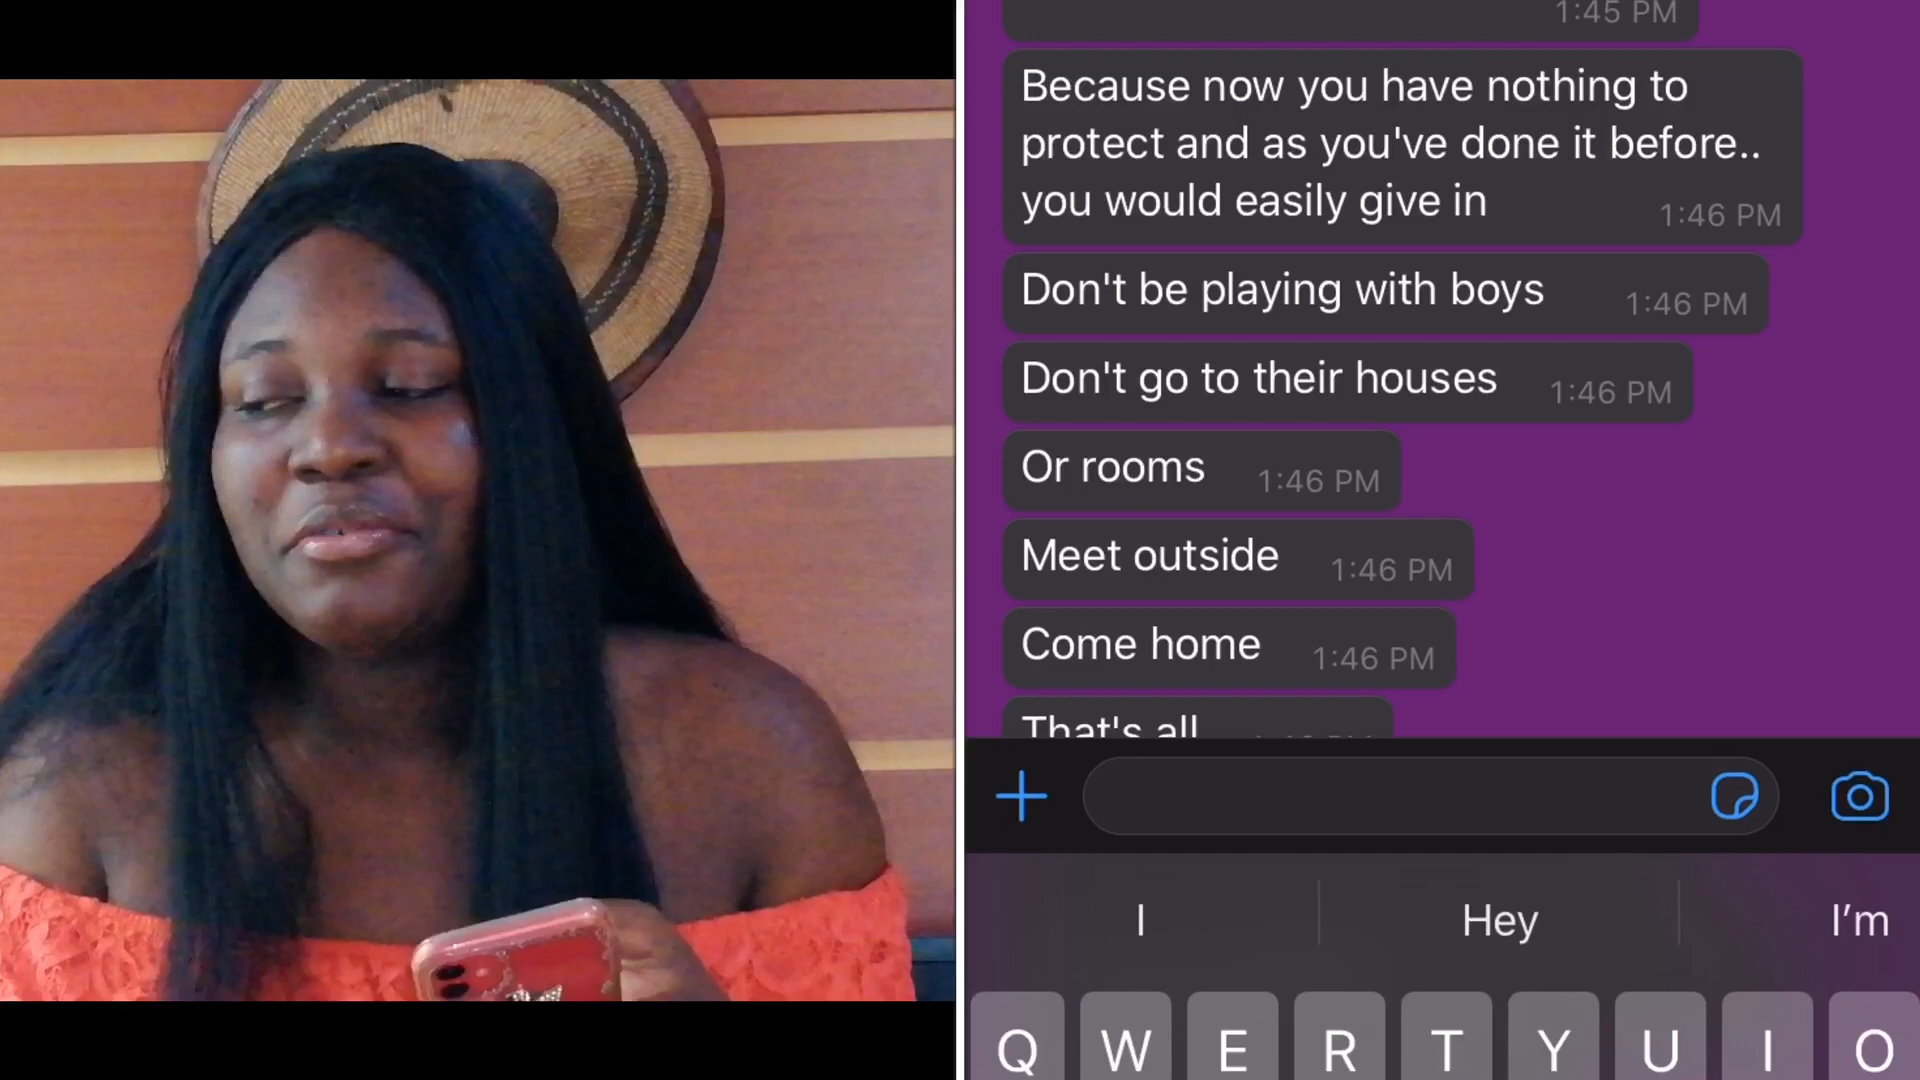 1:45 PM
Because now you have nothing to
protect and as you've done it before..
you would easily give in
1:46 PM
Don't be playing with boys
1:46 PM
Don't go to their houses
1:46 PM
Or rooms
1:46 PM
Meet outside
1:46 PM
Come home
1:46 PM
That's all
I
Hey
I’m
Q W E R T Y U I O